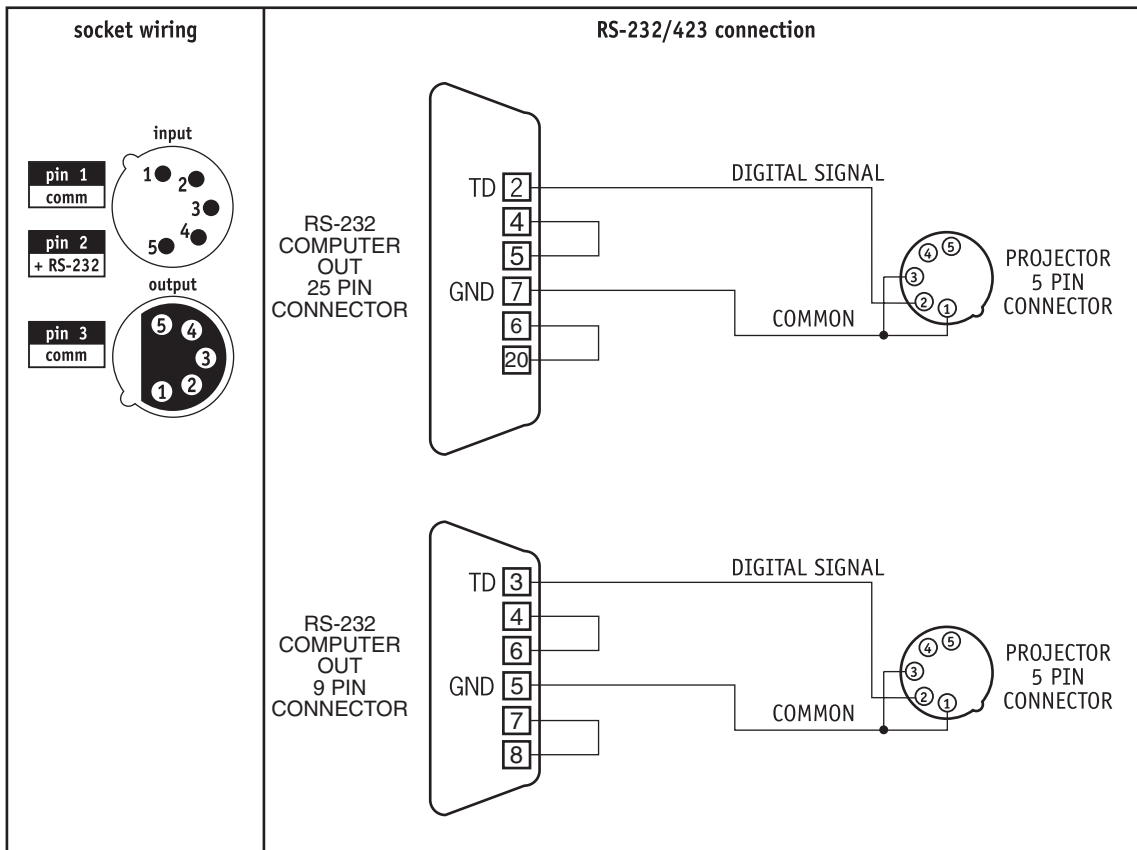 socket wiring
input
pin 1
comm
1
2
3
4
5
pin 2
+ RS-232
output
pin 3
comm
5
4
3
2
1
RS-232/423 connection
RS-232
COMPUTER
OUT
25 PIN
CONNECTOR
TD 2
4
5
GND 7
6
20
DIGITAL SIGNAL
COMMON
4 5
3
2 1
PROJECTOR
5 PIN
CONNECTOR
RS-232
COMPUTER
OUT
9 PIN
CONNECTOR
TD 3
4
6
GND 5
7
8
DIGITAL SIGNAL
COMMON
4 5
3
2 1
PROJECTOR
5 PIN
CONNECTOR